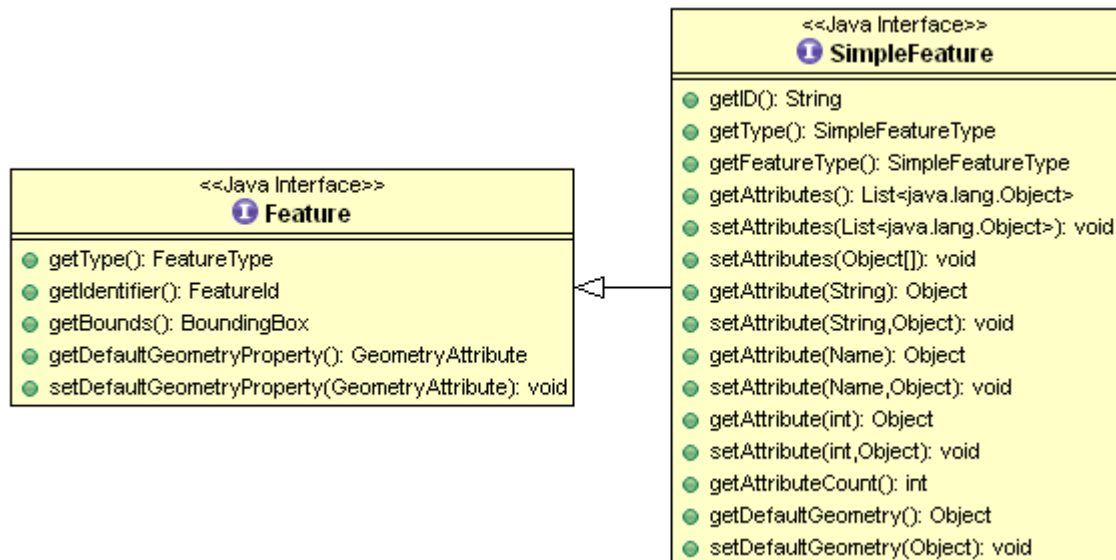 <<Java Interface>>
Feature
getType(): FeatureType
getIdentifier(): FeatureId
getBounds(): BoundingBox
getDefaultGeometryProperty(): GeometryAttribute
setDefaultGeometryProperty(GeometryAttribute): void
<<Java Interface>>
SimpleFeature
getID(): String
getType(): SimpleFeatureType
getFeatureType(): SimpleFeatureType
getAttributes(): List<java.lang.Object>
setAttributes(List<java.lang.Object>): void
setAttributes(Object[]): void
getAttribute(String): Object
setAttribute(String,Object): void
getAttribute(Name): Object
setAttribute(Name,Object): void
getAttribute(int): Object
setAttribute(int,Object): void
getAttributeCount(): int
getDefaultGeometry(): Object
setDefaultGeometry(Object): void